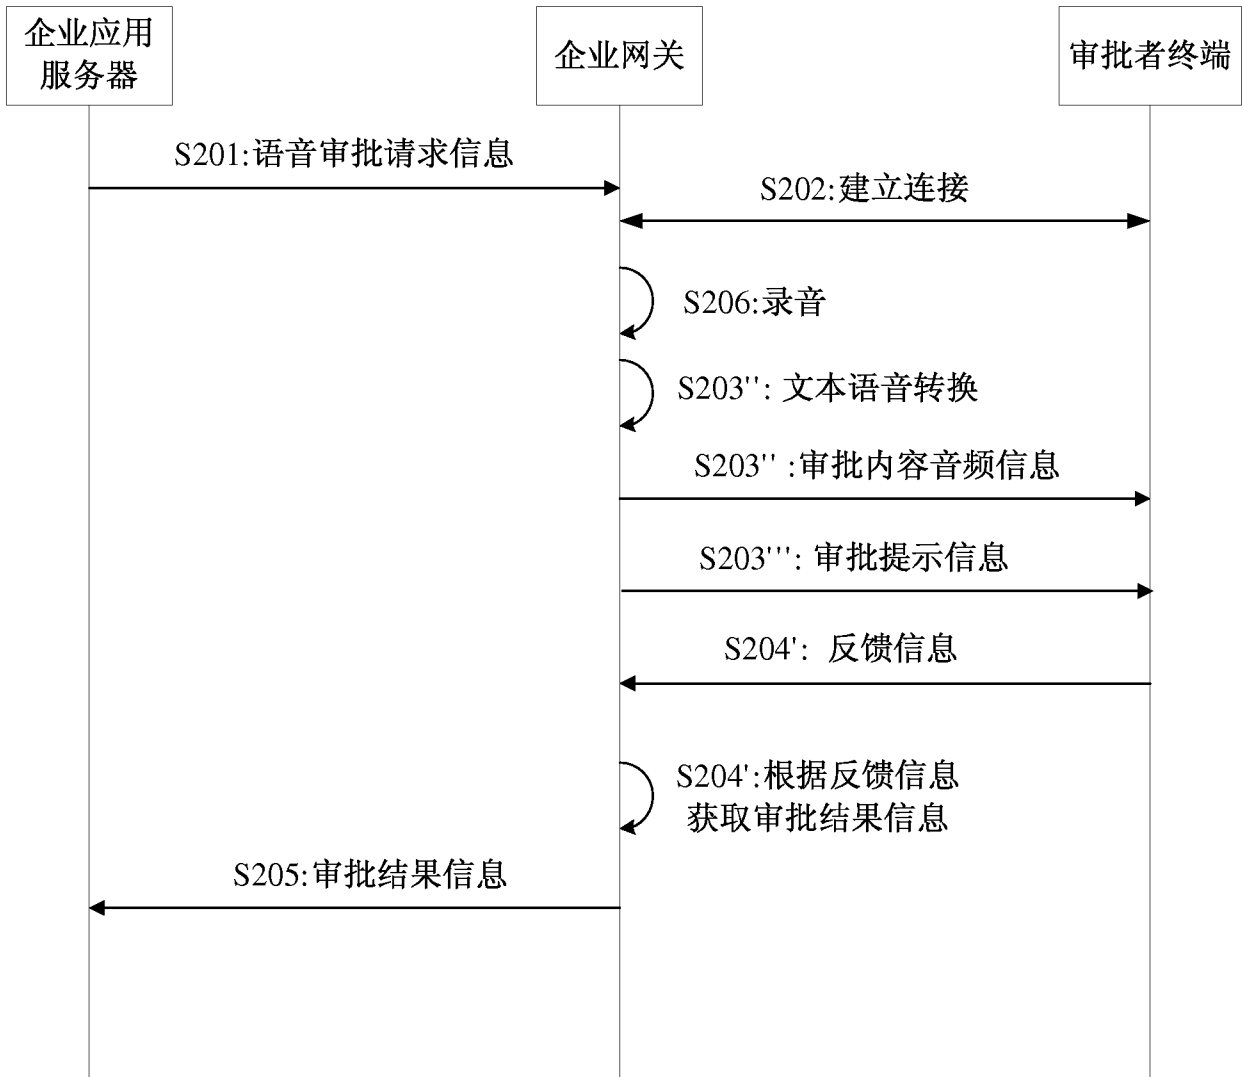 企业应用
服务器
企业网关
审批者终端
S201:语音审批请求信息
S202:建立连接
S206:录音
S203'': 文本语音转换
S203'' :审批内容音频信息
S203''': 审批提示信息
S204': 反馈信息
S204':根据反馈信息
获取审批结果信息
S205:审批结果信息